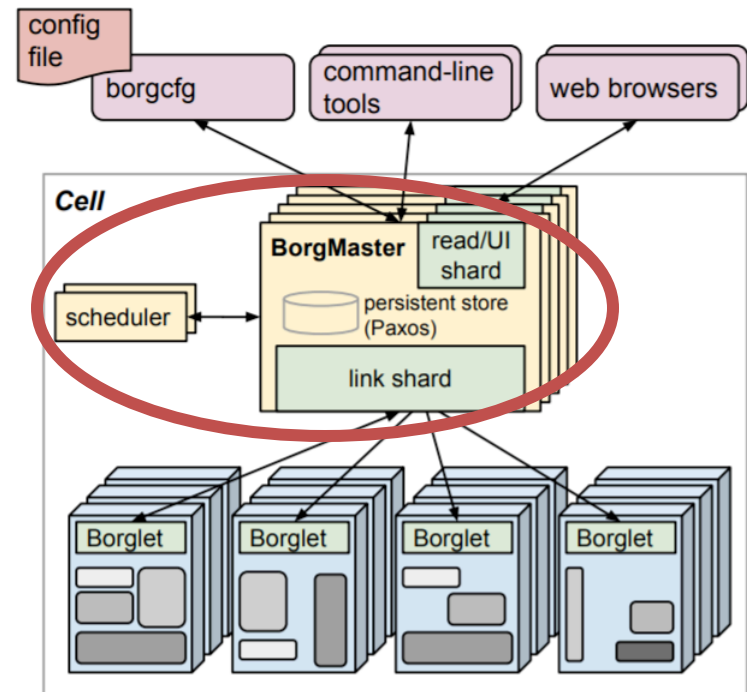 config
file
borgcfg
command-line
tools
web browsers
Cell
BorgMaster
read/UI
shard
persistent store
(Paxos)
scheduler
link shard
Borglet
Borglet
Borglet
Borglet